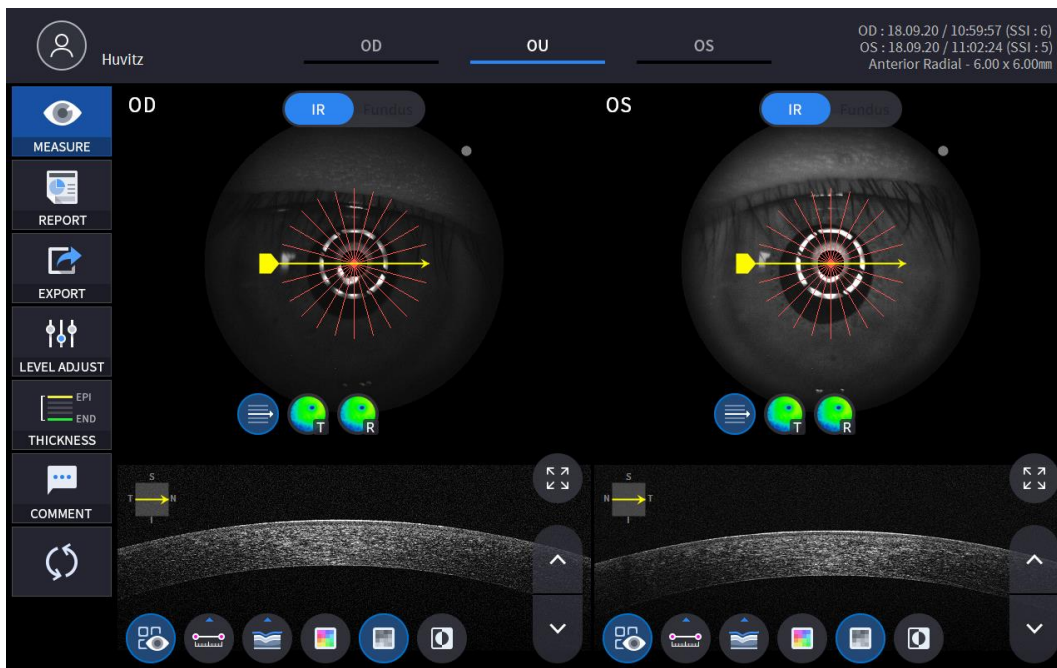 Huvitz
OD
OU
OS
OD : 18.09.20 / 10:59:57 (SSI : 6)
OS : 18.09.20 / 11:02:24 (SSI : 5)
Anterior Radial - 6.00 x 6.00mm
MEASURE
REPORT
EXPORT
LEVEL ADJUST
EPI
END
THICKNESS
COMMENT
OD
IR
Fundus
T
R
OS
IR
Fundus
T
R
S
T
N
I
S
N
T
I